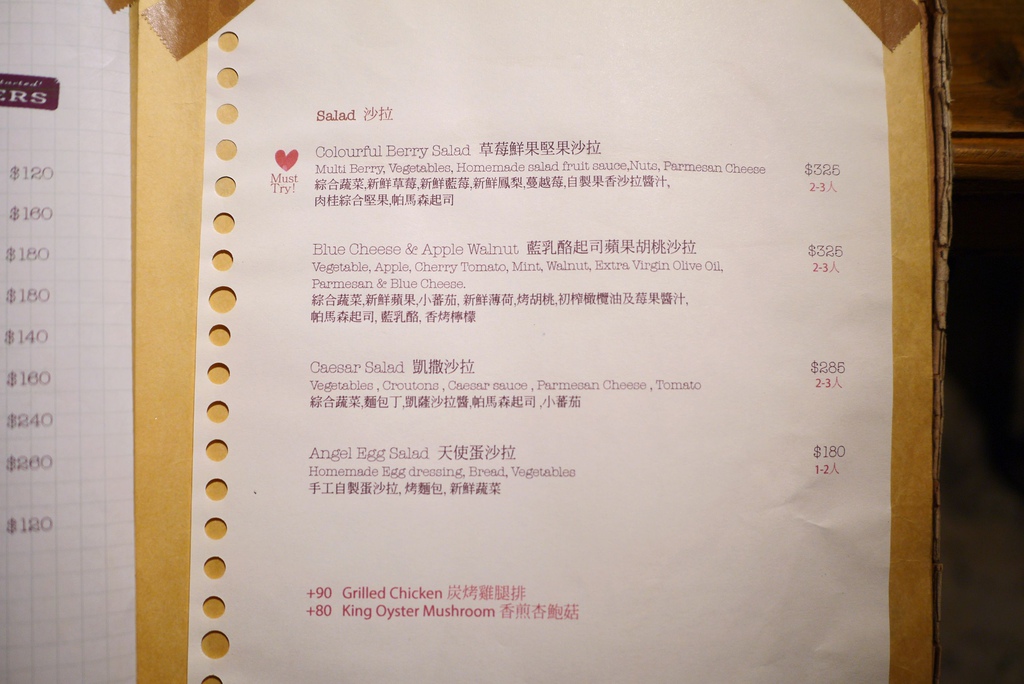 ERS
$120
$160
$180
$180
$140
$160
$240
$260
$120
Salad 沙拉
Must
Try!
Colourful Berry Salad 草莓鮮果堅果沙拉
Multi Berry, Vegetables, Homemade salad fruit sauce,Nuts, Parmesan Cheese $325
綜合蔬菜,新鮮草莓,新鮮藍莓,新鮮鳳梨,蔓越莓,自製果香沙拉醬汁, 2-3人
肉桂綜合堅果,帕馬森起司
Blue Cheese & Apple Walnut 藍乳酪起司蘋果胡桃沙拉 $325
Vegetable, Apple, Cherry Tomato, Mint, Walnut, Extra Virgin Olive Oil, 2-3人
Parmesan & Blue Cheese.
綜合蔬菜,新鮮蘋果,小蕃茄, 新鮮薄荷,烤胡桃,初榨橄欖油及莓果醬汁,
帕馬森起司, 藍乳酪, 香烤檸檬
Caesar Salad 凱撒沙拉 $285
Vegetables , Croutons , Caesar sauce , Parmesan Cheese , Tomato 2-3人
綜合蔬菜,麵包丁,凱薩沙拉醬,帕馬森起司 ,小蕃茄
Angel Egg Salad 天使蛋沙拉 $180
Homemade Egg dressing, Bread, Vegetables 1-2人
手工自製蛋沙拉, 烤麵包, 新鮮蔬菜
+90 Grilled Chicken 炭烤雞腿排
+80 King Oyster Mushroom 香煎杏鮑菇